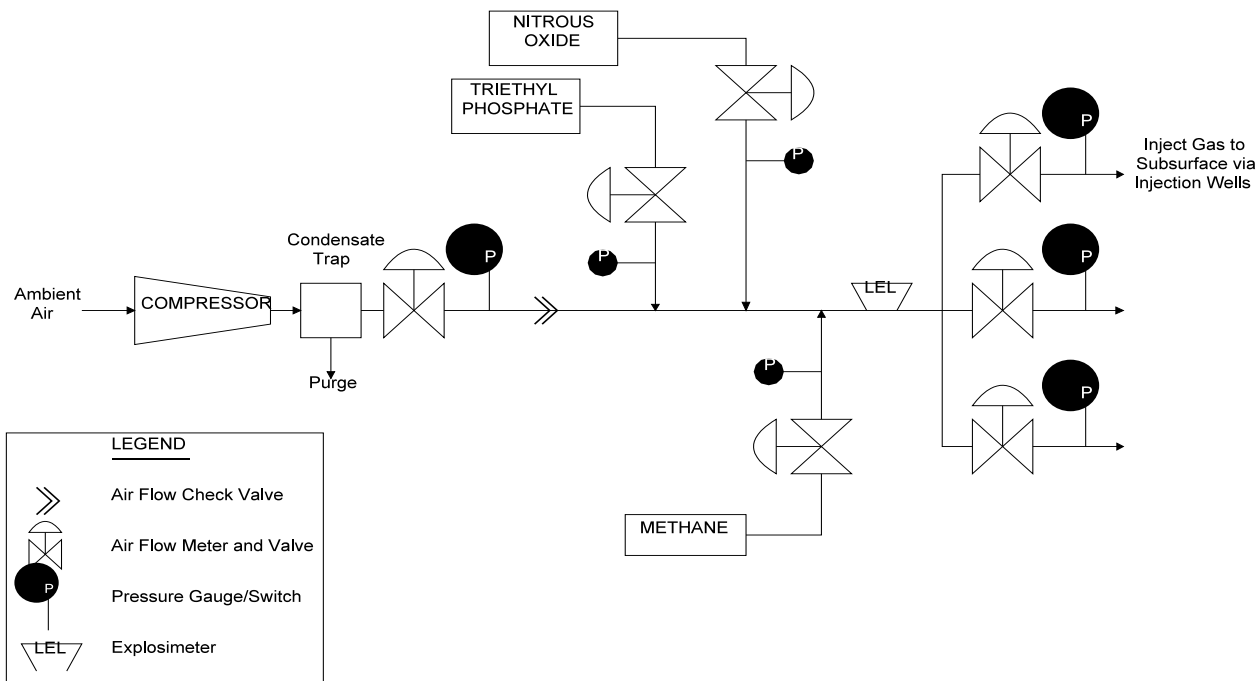 NITROUS
OXIDE
TRIETHYL
PHOSPHATE
P
P
Inject Gas to
Subsurface via
Injection Wells
P
P
Condensate
Trap
P
P
Ambient
Air
COMPRESSOR
LEL
Purge
P
P
METHANE
LEGEND
Air Flow Check Valve
Air Flow Meter and Valve
P
Pressure Gauge/Switch
LEL
Explosimeter